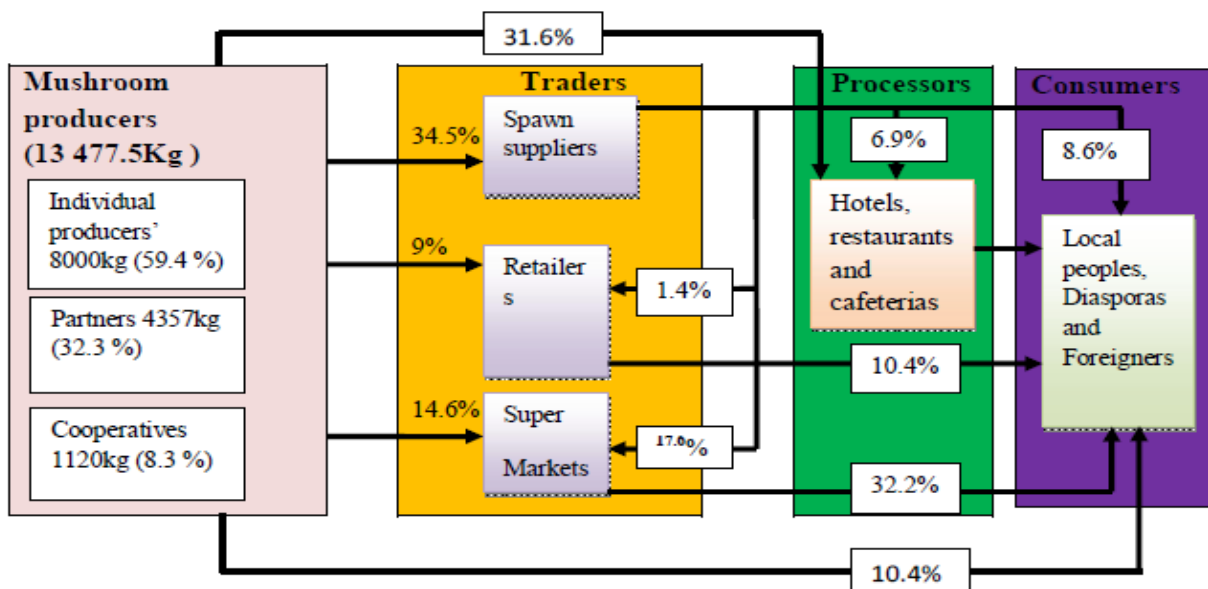 31.6%
Mushroom
producers
(13 477.5Kg )
Individual
producers’
8000kg (59.4 %)
Partners 4357kg
(32.3 %)
Cooperatives
1120kg (8.3 %)
Traders
34.5%
Spawn
suppliers
9%
Retailer
s
1.4%
14.6%
Super
Markets
17.6%
Processors
6.9%
Hotels,
restaurants
and
cafeterias
10.4%
32.2%
Consumers
8.6%
Local
peoples,
Diasporas
and
Foreigners
10.4%